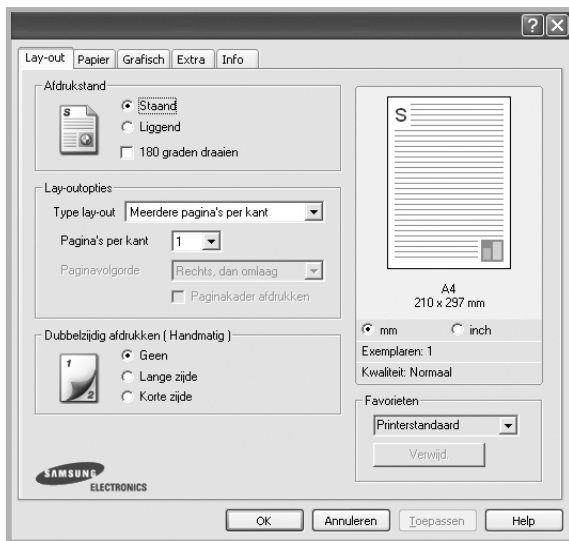 Lay-out Papier Grafisch Extra Info
Afdrukstand
S
Staand
Liggend
180 graden draaien
Lay-outopties
Type lay-out Meerdere pagina's per kant
Pagina's per kant 1
Paginavolgorde Rechts, dan omlaag
Paginakader afdrukken
Dubbelzijdig afdrukken ( Handmatig )
1
2
Geen
Lange zijde
Korte zijde
S
A4
210 x 297 mm
mm inch
Exemplaren: 1
Kwaliteit: Normaal
Favorieten
Printerstandaard
Verwijd.
SAMSUNG
ELECTRONICS
OK Annuleren Toepassen Help